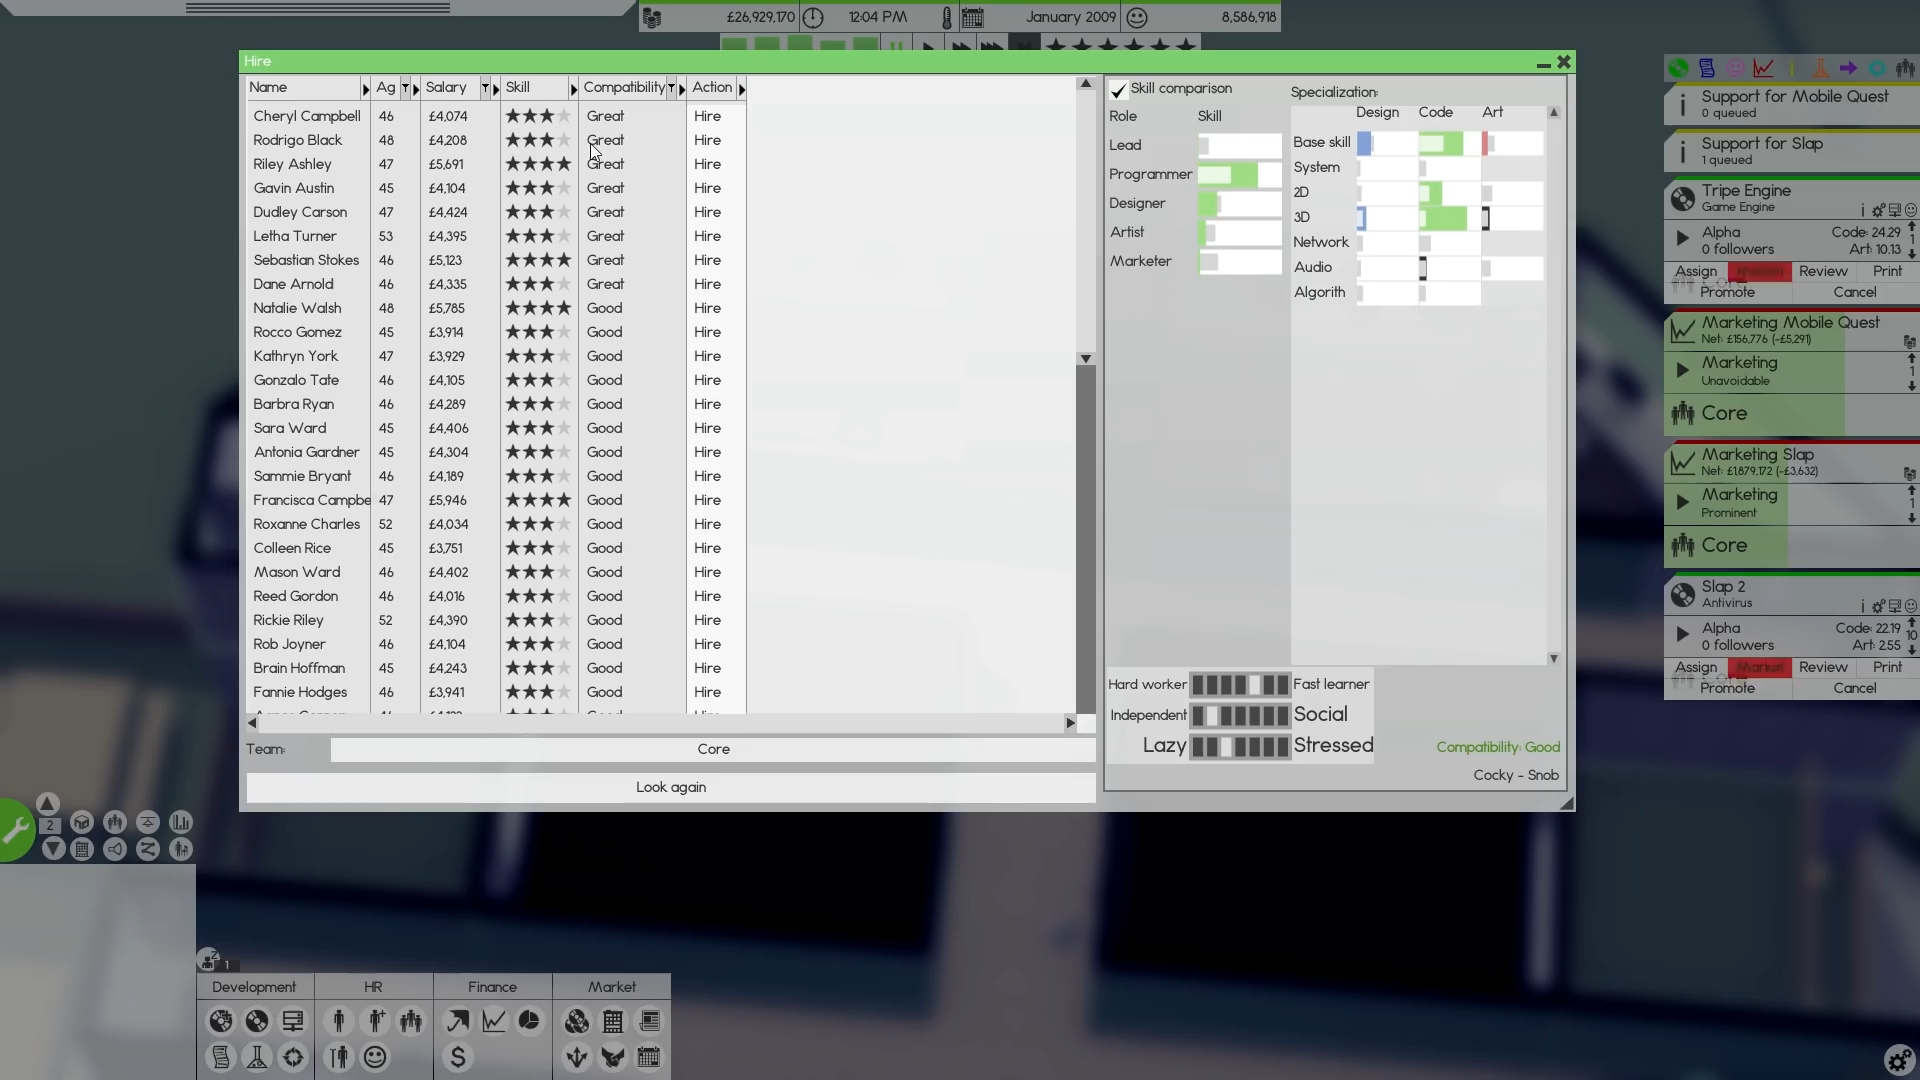 £26,929,170
12:04 PM
January 2009
8,586,918
Hire
Name Ag Salary Skill Compatibility Action
Cheryl Campbell 46 £4,074 Great Hire
Rodrigo Black 48 £4,208 Great Hire
Riley Ashley 47 £5,691 Great Hire
Gavin Austin 45 £4,104 Great Hire
Dudley Carson 47 £4,424 Great Hire
Letha Turner 53 £4,395 Great Hire
Sebastian Stokes 46 £5,123 Great Hire
Dane Arnold 46 £4,335 Great Hire
Natalie Walsh 48 £5,785 Good Hire
Rocco Gomez 45 £3,914 Good Hire
Kathryn York 47 £3,929 Good Hire
Gonzalo Tate 46 £4,105 Good Hire
Barbra Ryan 46 £4,289 Good Hire
Sara Ward 45 £4,406 Good Hire
Antonia Gardner 45 £4,304 Good Hire
Sammie Bryant 46 £4,189 Good Hire
Francisca Campbe 47 £5,946 Good Hire
Roxanne Charles 52 £4,034 Good Hire
Colleen Rice 45 £3,751 Good Hire
Mason Ward 46 £4,402 Good Hire
Reed Gordon 46 £4,016 Good Hire
Rickie Riley 52 £4,390 Good Hire
Rob Joyner 46 £4,104 Good Hire
Brain Hoffman 45 £4,243 Good Hire
Fannie Hodges 46 £3,941 Good Hire
Team: Core
Look again
Skill comparison
Role Skill
Lead
Programmer
Designer
Artist
Marketer
Specialization:
Design Code Art
Base skill
System
2D
3D
Network
Audio
Algorith
Hard worker Fast learner
Independent Social
Lazy Stressed
Compatibility: Good
Cocky - Snob
Support for Mobile Quest
0 queued
Support for Slap
1 queued
Tripe Engine
Game Engine
Alpha Code: 24.29
0 followers Art: 10.13
1
Assign Review Print
Promote Cancel
Marketing Mobile Quest
Net: £156,776 (-£5,291)
Marketing
Unavoidable
1
Core
Marketing Slap
Net: £1,879,172 (-£3,632)
Marketing
Prominent
1
Core
Slap 2
Antivirus
Alpha Code: 22.19
0 followers Art: 2.55
10
Assign Market Review Print
Promote Cancel
2
1
Development HR Finance Market